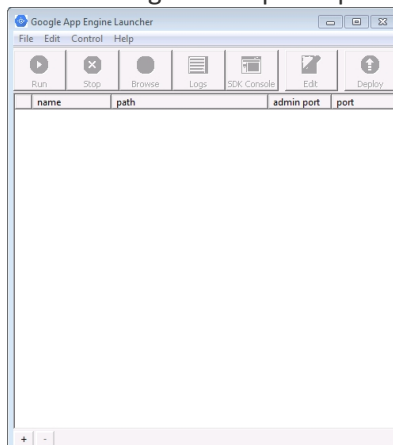 Google App Engine Launcher
File Edit Control Help
Run Stop Browse Logs SDK Console Edit Deploy
name path admin port port
+ -